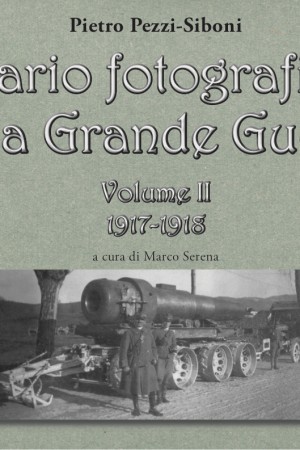 Pietro Pezzi-Siboni
ario fotografi
a Grande Gu
Volume II
1917-1918
a cura di Marco Serena